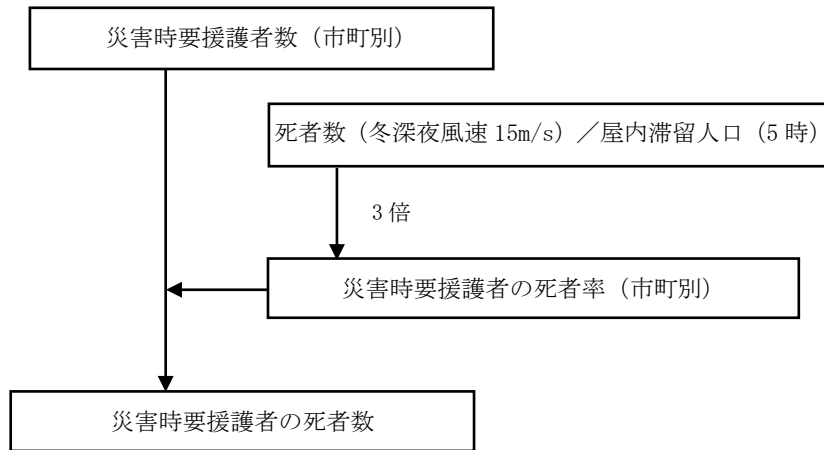 災害時要援護者数（市町別）
死者数（冬深夜風速 15m/s）／屋内滞留人口（5 時）
3 倍
災害時要援護者の死者率（市町別）
災害時要援護者の死者数